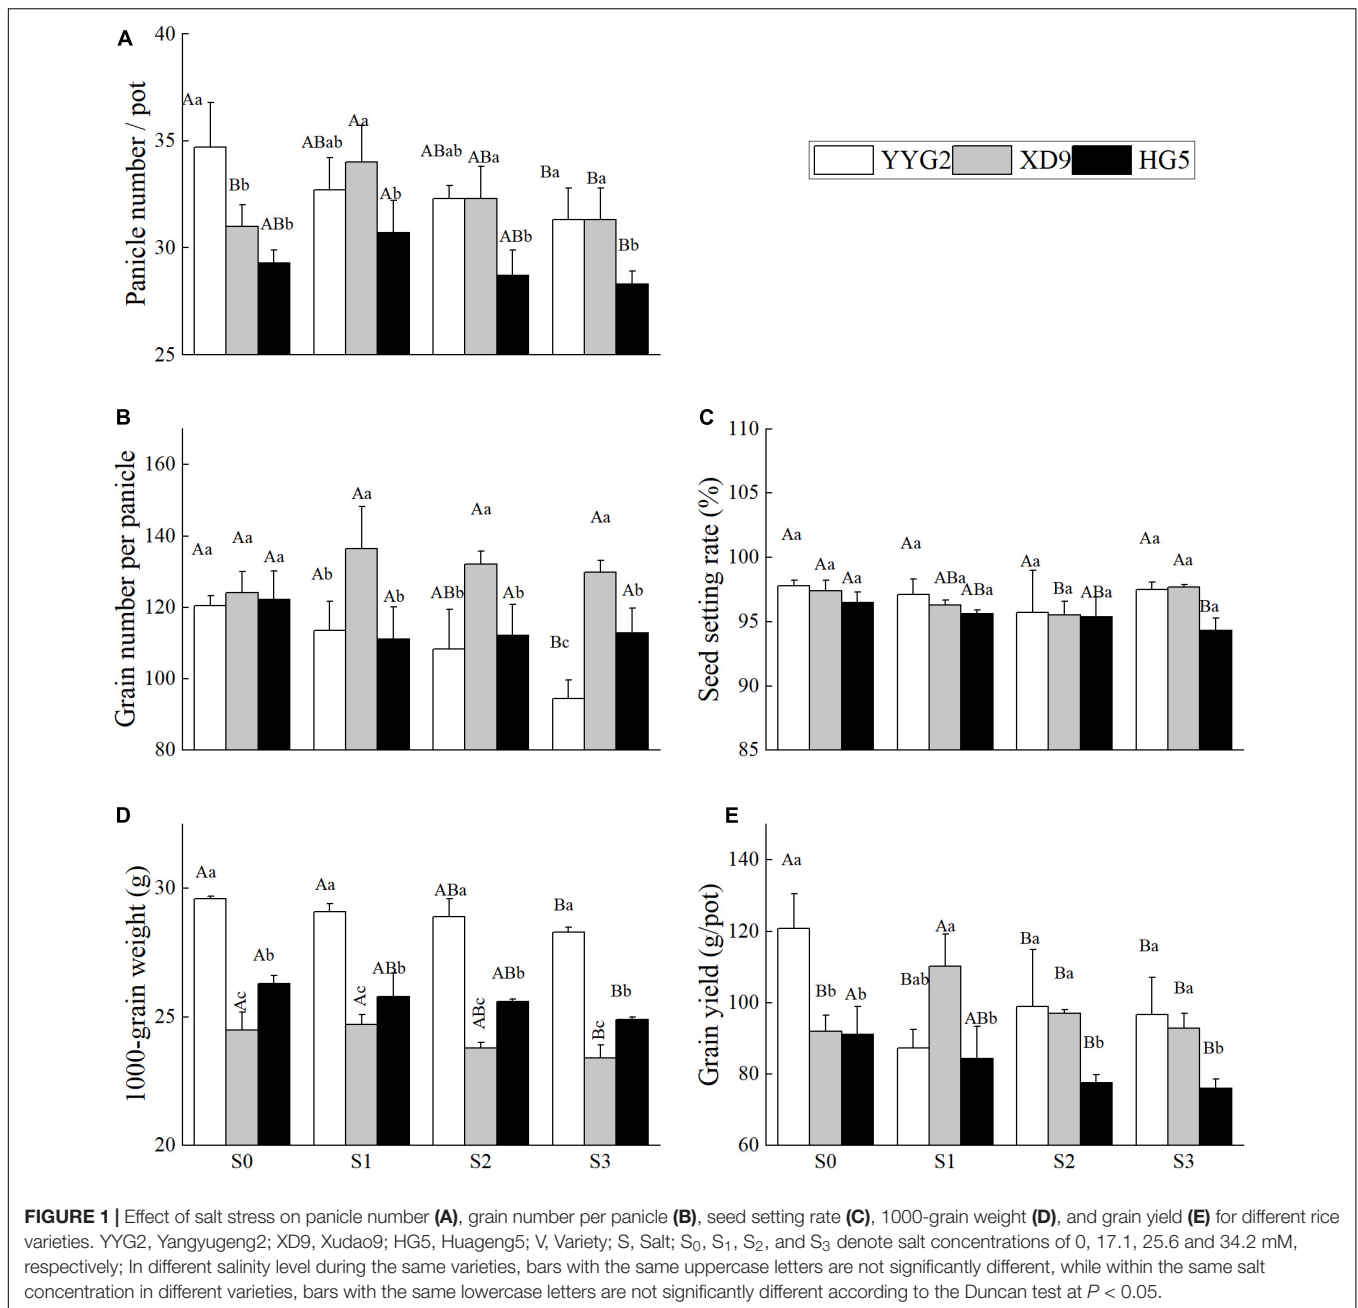 A
40
35
30
25
Panicle number / pot
Aa
Bb
ABb
ABab
Aa
Ab
ABab
ABa
ABb
Ba
Ba
Bb
YYG2 XD9 HG5
B
160
140
120
100
80
Grain number per panicle
Aa
Aa
Aa
Ab
Aa
Ab
ABb
Aa
Ab
Bc
Aa
Ab
C
110
105
100
95
90
85
Seed setting rate (%)
Aa
Aa
Aa
Aa
ABa
ABa
Aa
Ba
ABa
Aa
Aa
Ba
D
30
25
20
1000-grain weight (g)
Aa
Ac
Ab
Aa
Ac
ABb
ABa
ABc
ABb
Ba
Bc
Bb
S0 S1 S2 S3
E
140
120
100
80
60
Grain yield (g/pot)
Aa
Bb
Ab
Bab
Aa
ABb
Ba
Ba
Bb
Ba
Ba
Bb
S0 S1 S2 S3
FIGURE 1 | Effect of salt stress on panicle number (A), grain number per panicle (B), seed setting rate (C), 1000-grain weight (D), and grain yield (E) for different rice
varieties. YYG2, Yangyugeng2; XD9, Xudao9; HG5, Huageng5; V, Variety; S, Salt; S0, S1, S2, and S3 denote salt concentrations of 0, 17.1, 25.6 and 34.2 mM,
respectively; In different salinity level during the same varieties, bars with the same uppercase letters are not significantly different, while within the same salt
concentration in different varieties, bars with the same lowercase letters are not significantly different according to the Duncan test at P < 0.05.